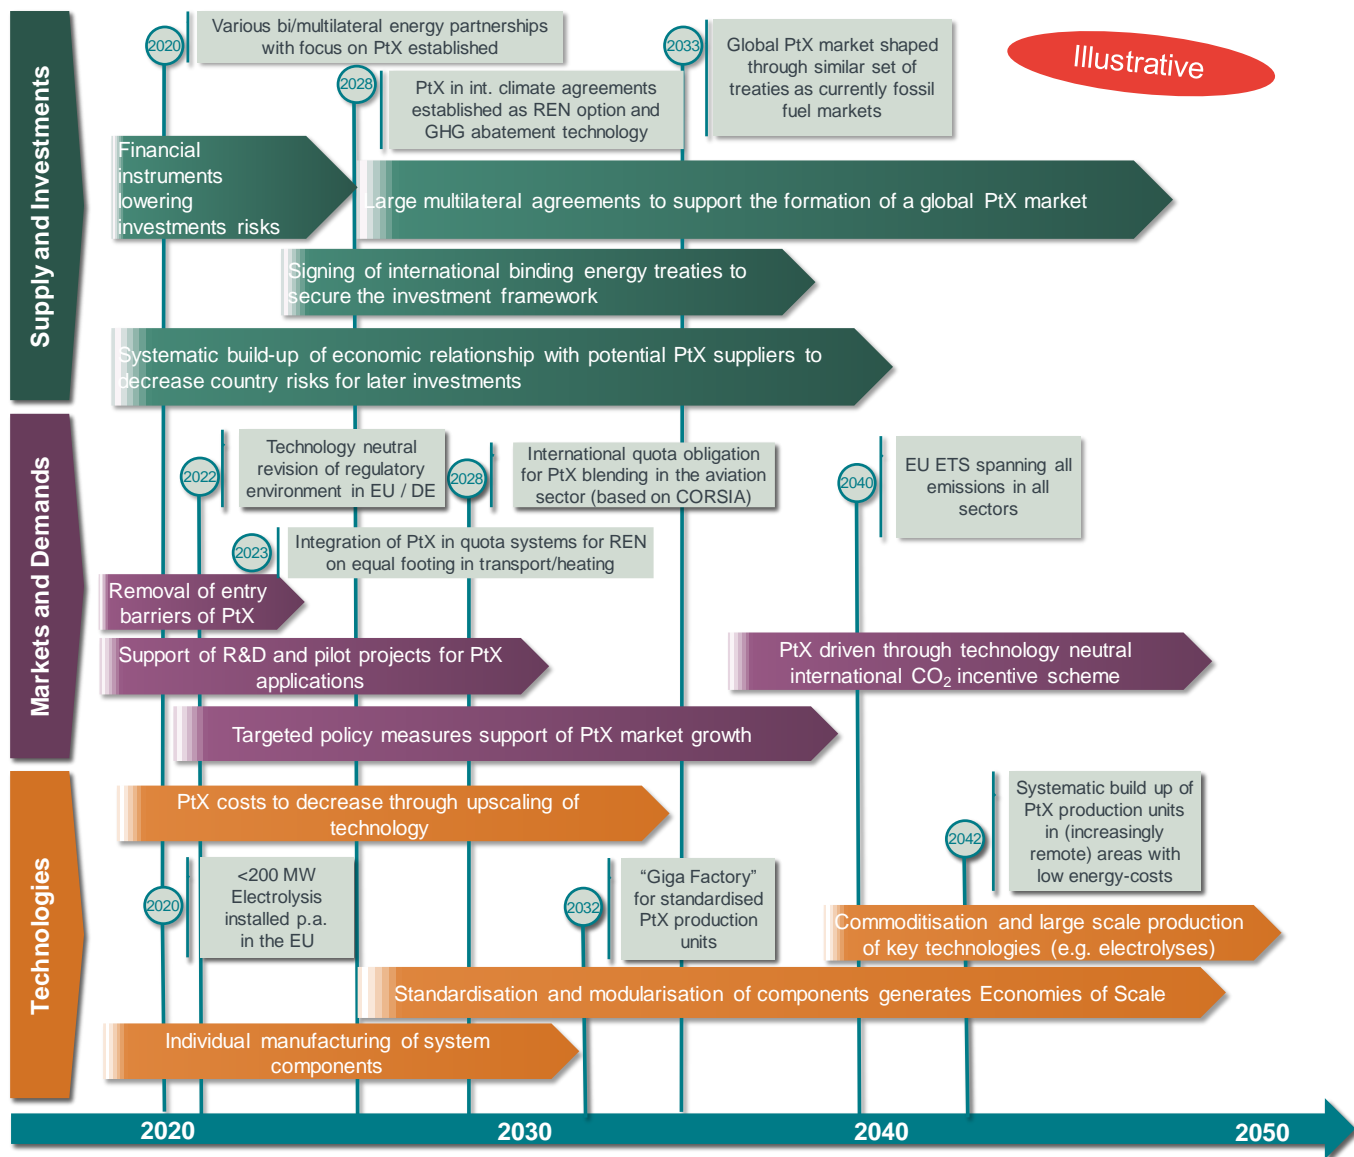 Illustrative
Supply and Investments
2020
Various bi/multilateral energy partnerships
with focus on PtX established
2028
PtX in int. climate agreements
established as REN option and
GHG abatement technology
2033
Global PtX market shaped
through similar set of
treaties as currently fossil
fuel markets
Financial
instruments
lowering
investments risks
Large multilateral agreements to support the formation of a global PtX market
Signing of international binding energy treaties to
secure the investment framework
Systematic build-up of economic relationship with potential PtX suppliers to
decrease country risks for later investments
Markets and Demands
2022
Technology neutral
revision of regulatory
environment in EU / DE
2028
International quota obligation
for PtX blending in the aviation
sector (based on CORSIA)
2040
EU ETS spanning all
emissions in all
sectors
2023
Integration of PtX in quota systems for REN
on equal footing in transport/heating
Removal of entry
barriers of PtX
Support of R&D and pilot projects for PtX
applications
PtX driven through technology neutral
international CO2 incentive scheme
Targeted policy measures support of PtX market growth
Technologies
PtX costs to decrease through upscaling of
technology
2042
Systematic build up of
PtX production units
in (increasingly
remote) areas with
low energy-costs
2020
<200 MW
Electrolysis
installed p.a.
in the EU
2032
“Giga Factory”
for standardised
PtX production
units
Commoditisation and large scale production
of key technologies (e.g. electrolyses)
Standardisation and modularisation of components generates Economies of Scale
Individual manufacturing of system
components
2020
2030
2040
2050